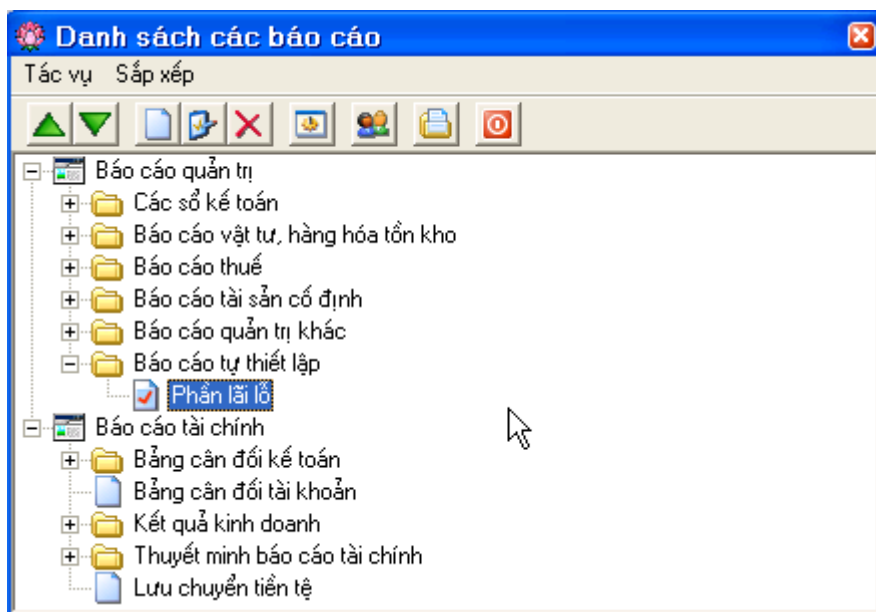 Danh sách các báo cáo
Tác vụ Sắp xếp
Báo cáo quản trị
Các sổ kế toán
Báo cáo vật tư, hàng hóa tồn kho
Báo cáo thuế
Báo cáo tài sản cố định
Báo cáo quản trị khác
Báo cáo tự thiết lập
Phần lãi lỗ
Báo cáo tài chính
Bảng cân đối kế toán
Bảng cân đối tài khoản
Kết quả kinh doanh
Thuyết minh báo cáo tài chính
Lưu chuyển tiền tệ